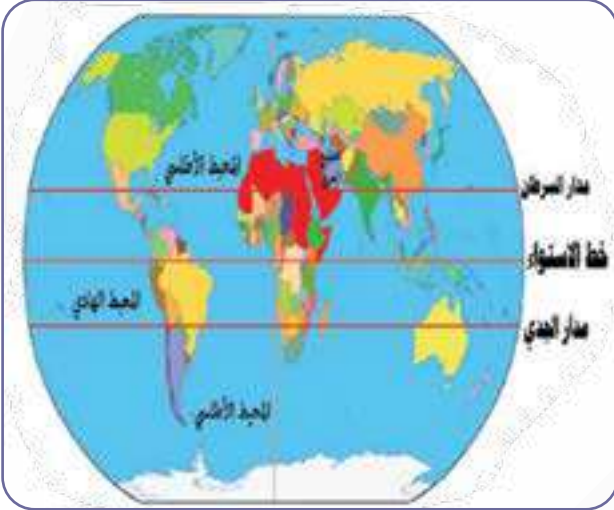 المحيط الأطلسي
مدار السرطان
خط الاستواء
المحيط الهادي
مدار الجدي
المحيط الأطلسي